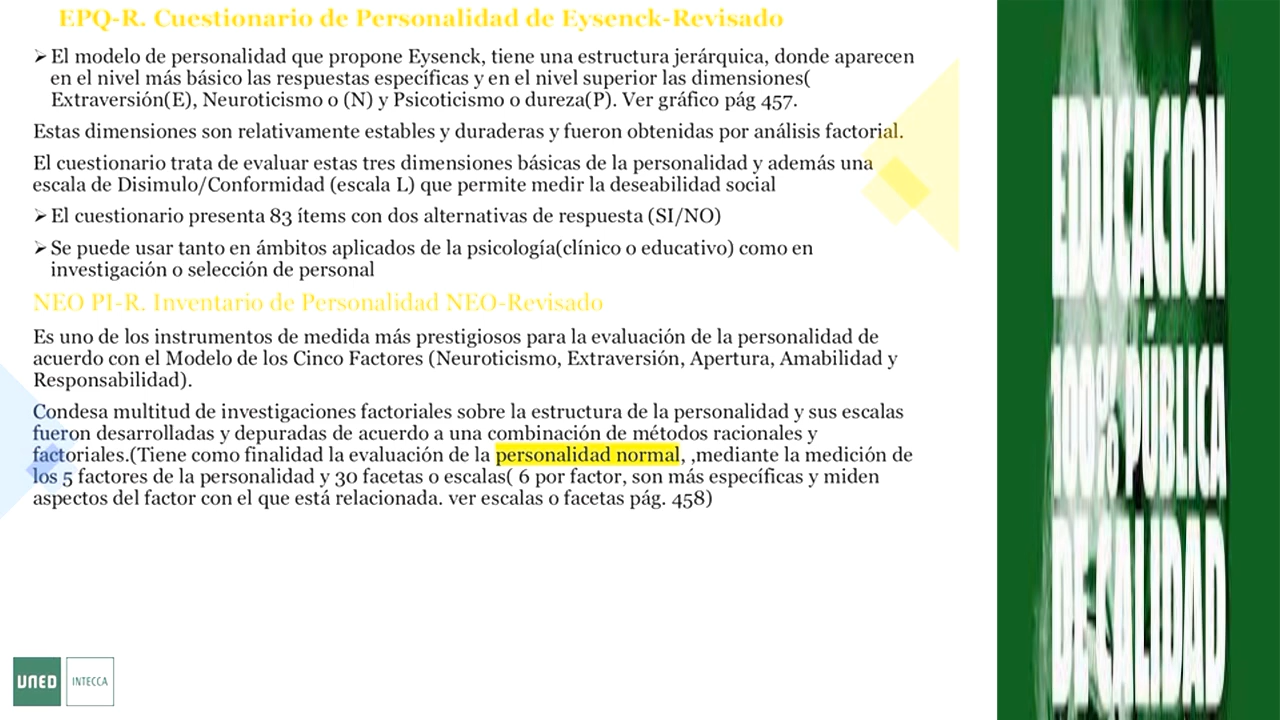 EPQ-R. Cuestionario de Personalidad de Eysenck-Revisado
➢ El modelo de personalidad que propone Eysenck, tiene una estructura jerárquica, donde aparecen
en el nivel más básico las respuestas específicas y en el nivel superior las dimensiones(
Extraversión(E), Neuroticismo o (N) y Psicoticismo o dureza(P). Ver gráfico pág 457.
Estas dimensiones son relativamente estables y duraderas y fueron obtenidas por análisis factorial.
El cuestionario trata de evaluar estas tres dimensiones básicas de la personalidad y además una
escala de Disimulo/Conformidad (escala L) que permite medir la deseabilidad social
➢ El cuestionario presenta 83 ítems con dos alternativas de respuesta (SI/NO)
➢ Se puede usar tanto en ámbitos aplicados de la psicología(clínico o educativo) como en
investigación o selección de personal
NEO PI-R. Inventario de Personalidad NEO-Revisado
Es uno de los instrumentos de medida más prestigiosos para la evaluación de la personalidad de
acuerdo con el Modelo de los Cinco Factores (Neuroticismo, Extraversión, Apertura, Amabilidad y
Responsabilidad).
Condesa multitud de investigaciones factoriales sobre la estructura de la personalidad y sus escalas
fueron desarrolladas y depuradas de acuerdo a una combinación de métodos racionales y
factoriales.(Tiene como finalidad la evaluación de la personalidad normal, ,mediante la medición de
los 5 factores de la personalidad y 30 facetas o escalas( 6 por factor, son más específicas y miden
aspectos del factor con el que está relacionada. ver escalas o facetas pág. 458)
UNED
INTECCA
EDUCACIÓN
100% PÚBLICA
DE CALIDAD